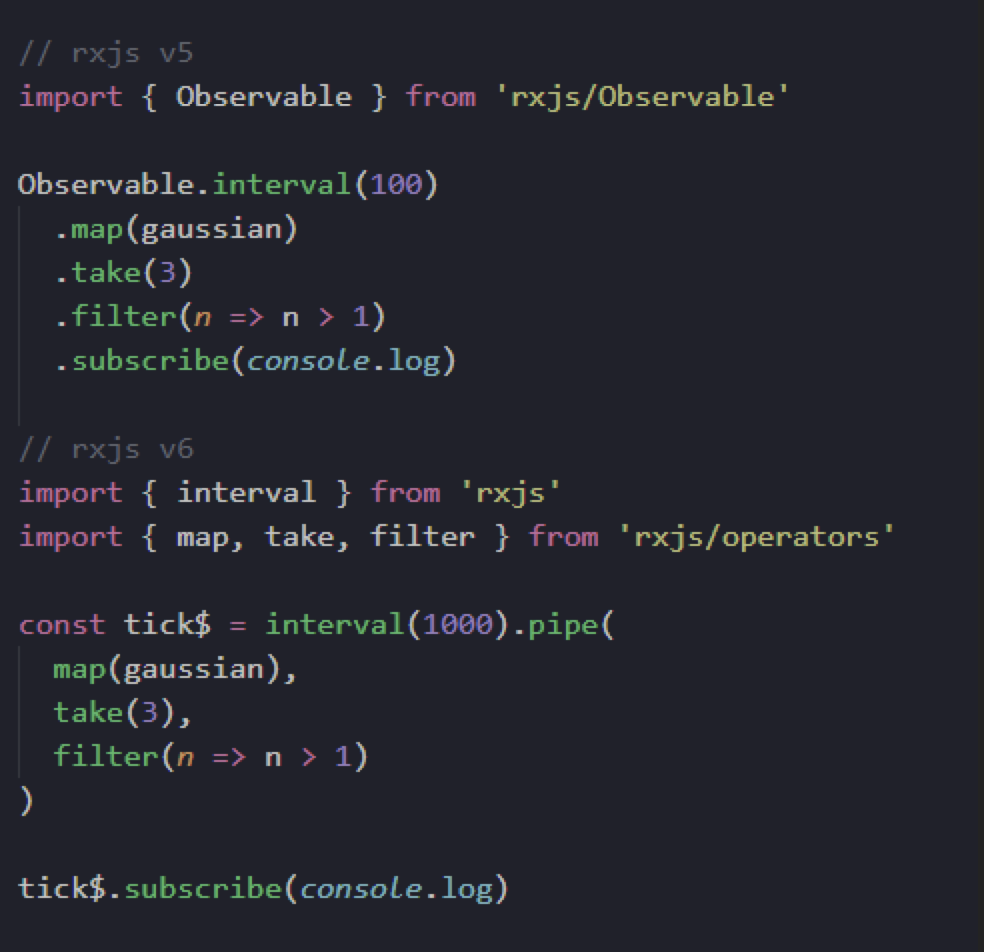 // rxjs v5
import { Observable } from 'rxjs/Observable'
Observable.interval(100)
.map(gaussian)
.take(3)
.filter(n => n > 1)
.subscribe(console.log)
// rxjs v6
import { interval } from 'rxjs'
import { map, take, filter } from 'rxjs/operators'
const tick$ = interval(1000).pipe(
map(gaussian),
take(3),
filter(n => n > 1)
)
tick$.subscribe(console.log)